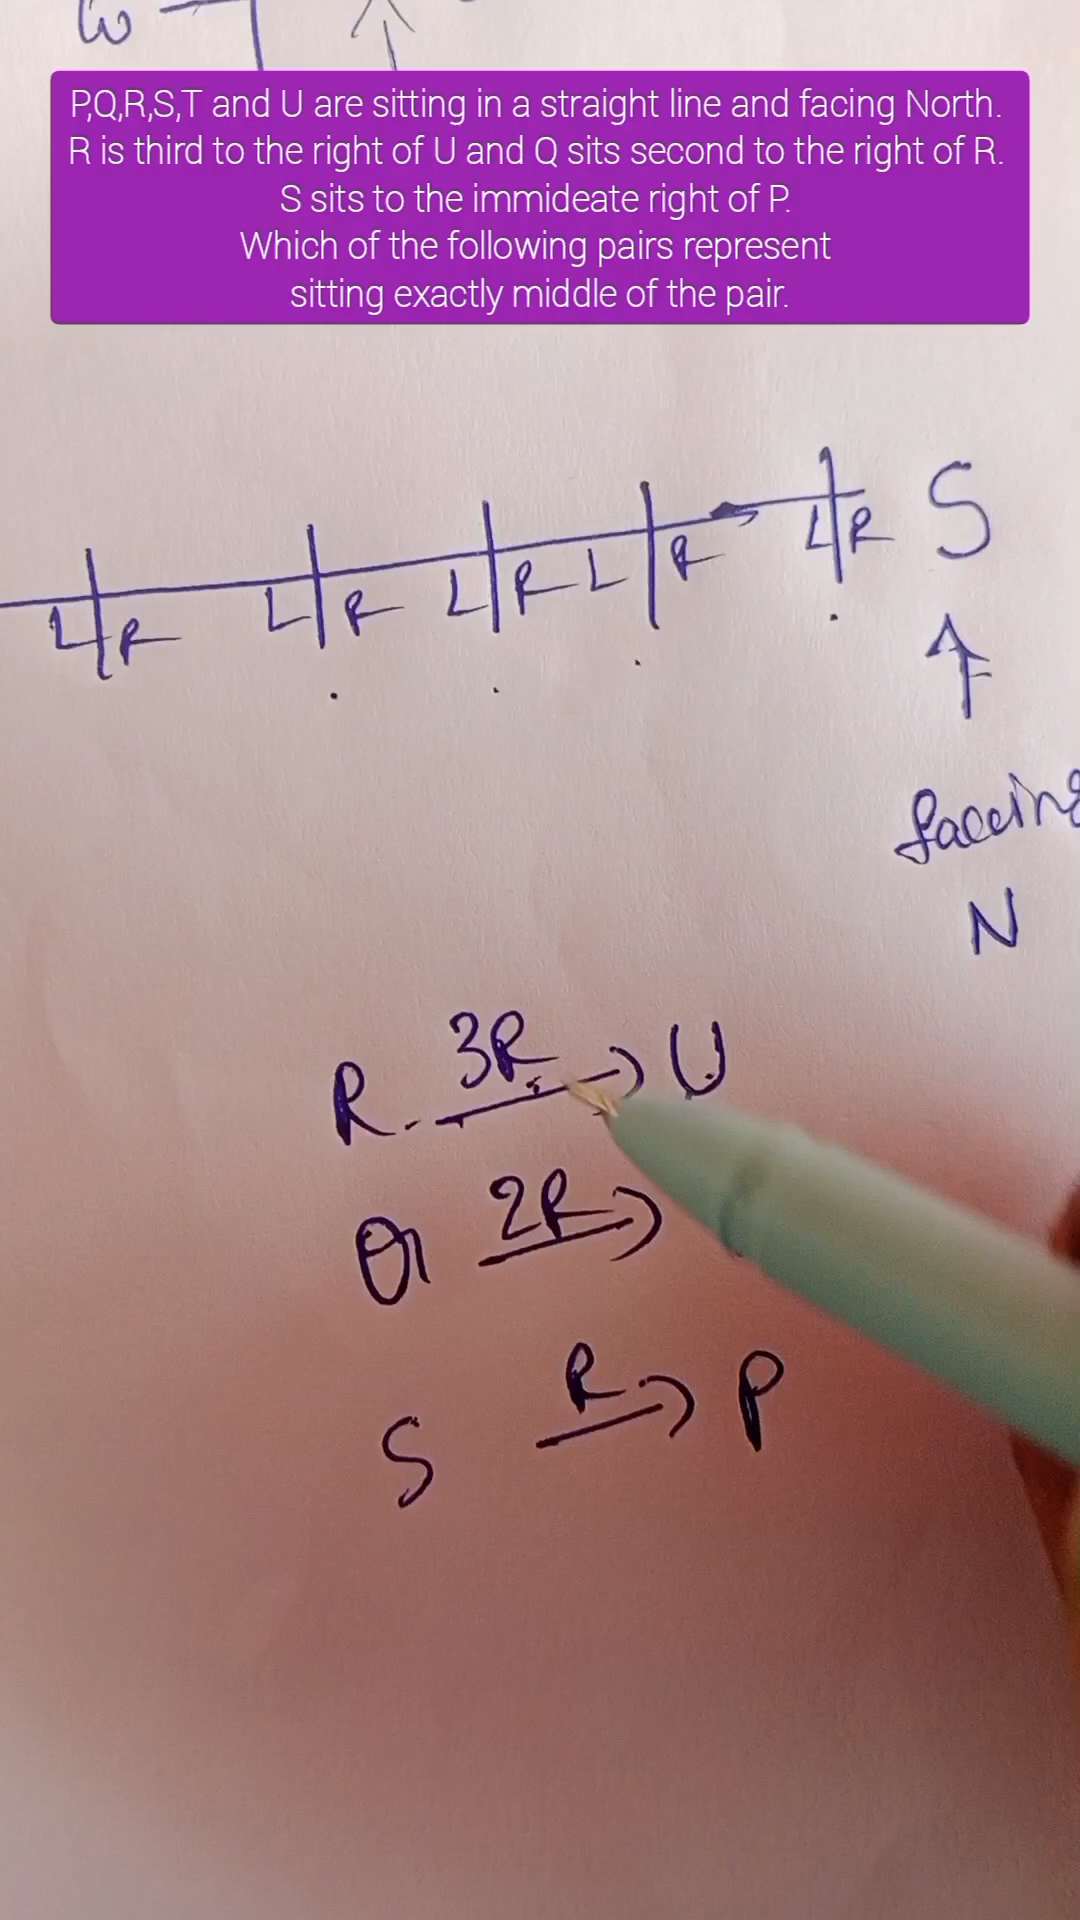 W
P,Q,R,S,T and U are sitting in a straight line and facing North.
R is third to the right of U and Q sits second to the right of R.
S sits to the immideate right of P.
Which of the following pairs represent
sitting exactly middle of the pair.
L R L R L R L R L R S
faceing
N
R 3R U
2R
S R P